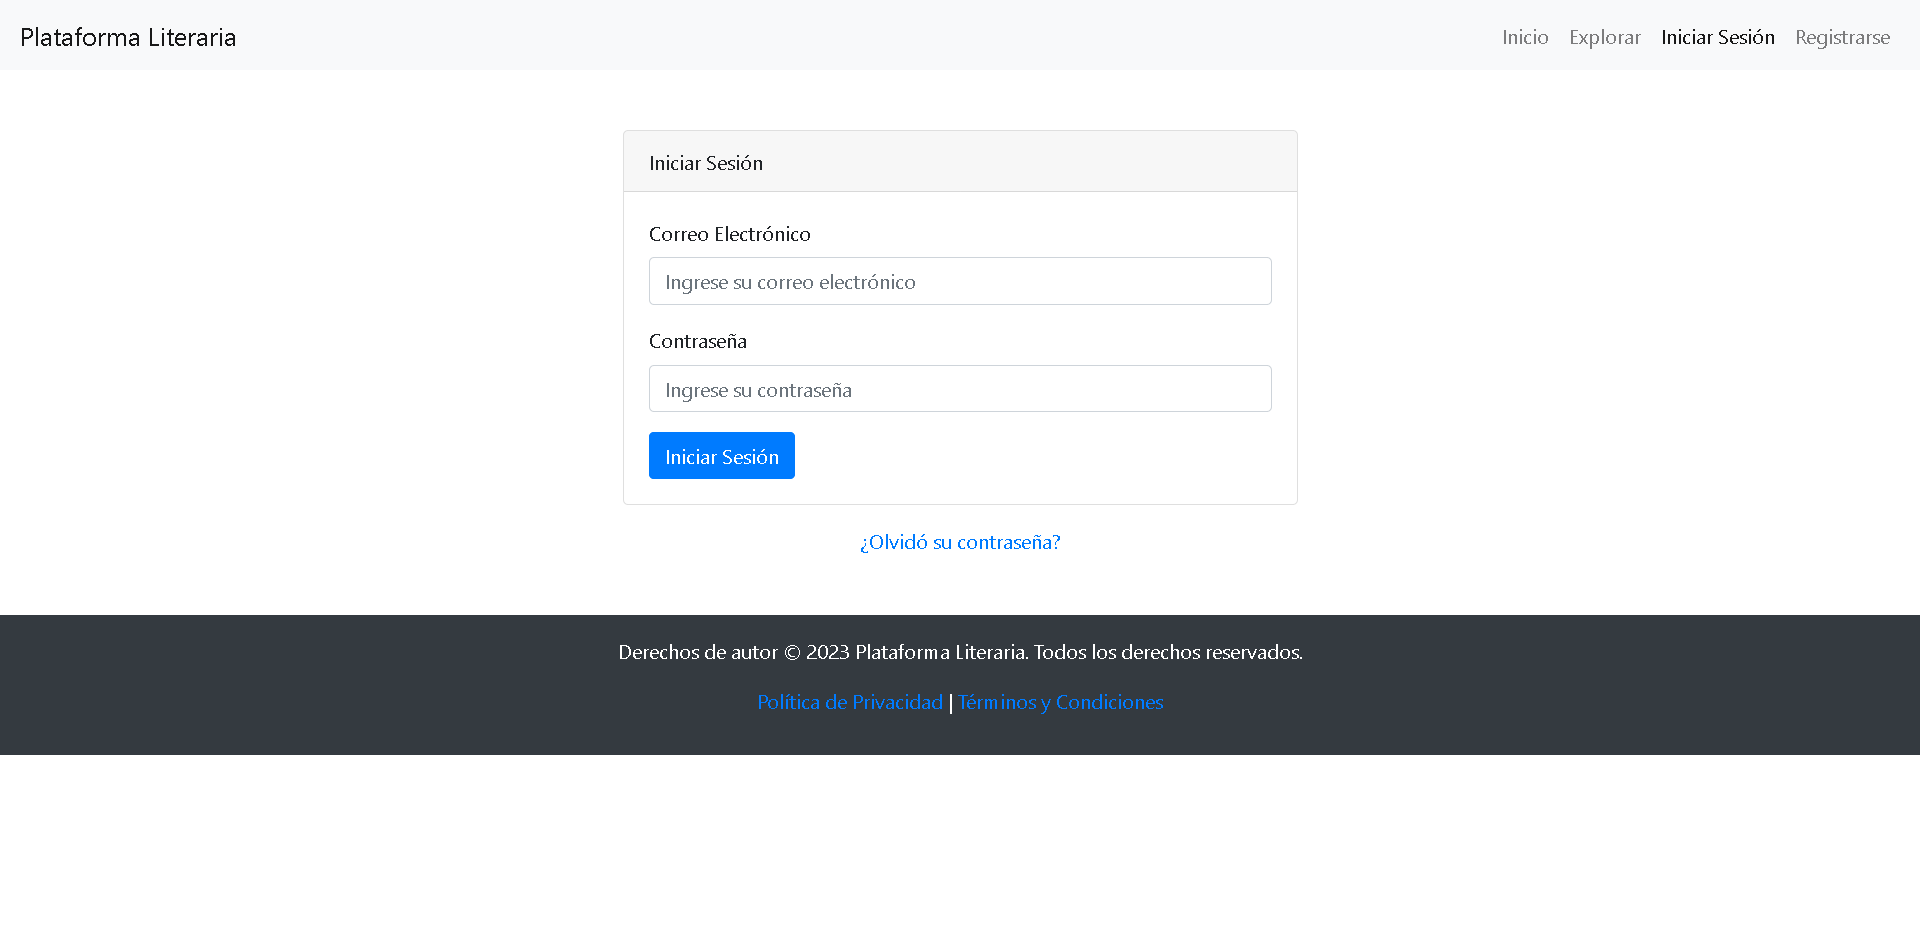 Plataforma Literaria
Inicio Explorar Iniciar Sesión Registrarse
Iniciar Sesión
Correo Electrónico
Ingrese su correo electrónico
Contraseña
Ingrese su contraseña
Iniciar Sesión
¿Olvidó su contraseña?
Derechos de autor © 2023 Plataforma Literaria. Todos los derechos reservados.
Política de Privacidad | Términos y Condiciones